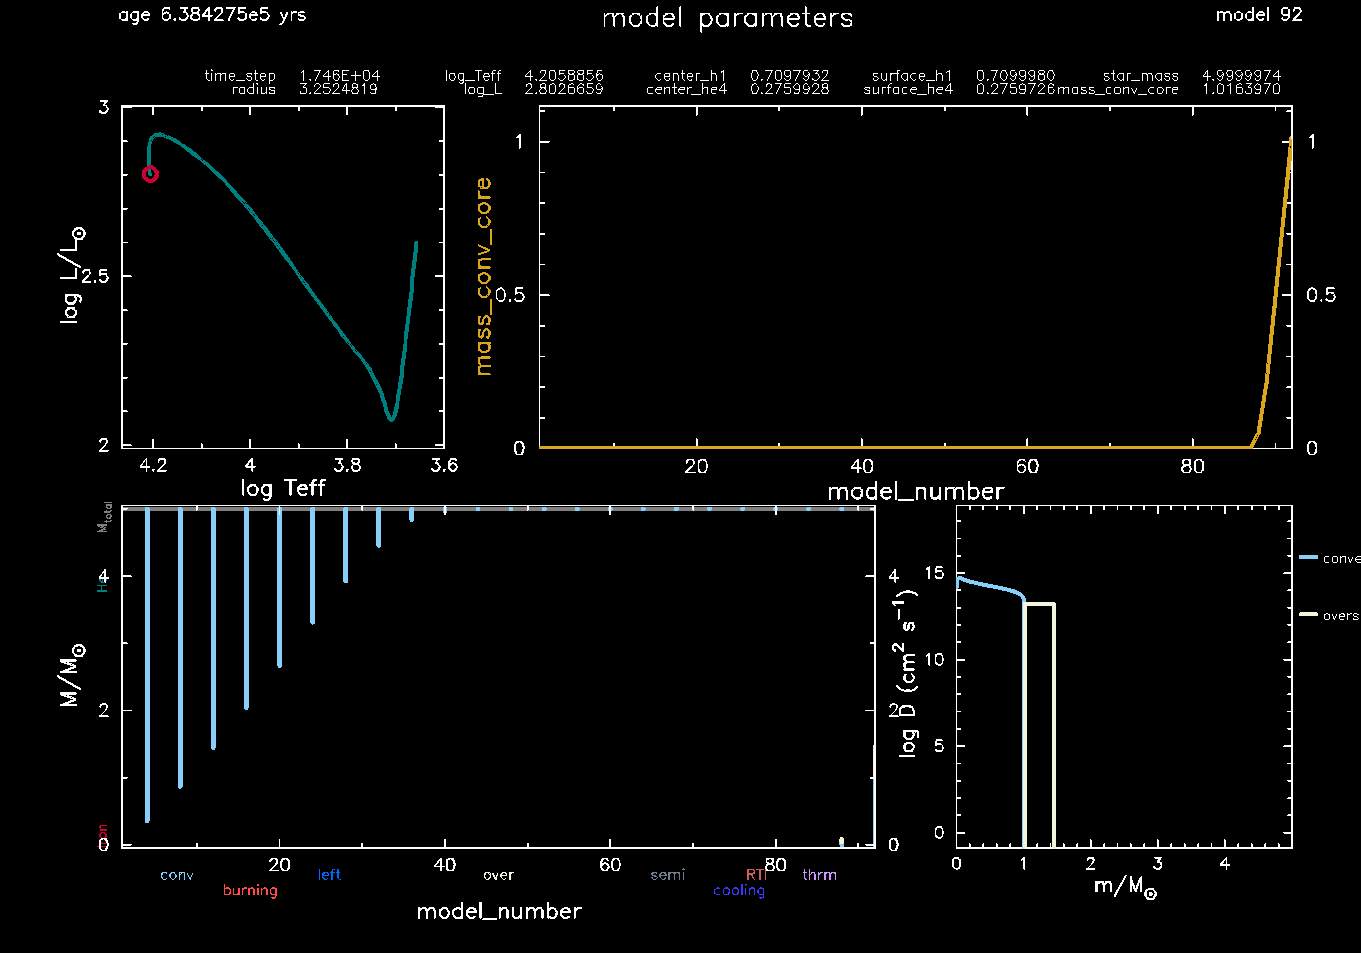 age 6.384275e5 yrs
model parameters
model 92
time_step 1.746E+04 log_Teff 4.2058856 center_h1 0.7097932 surface_h1 0.7099980 star_mass 4.9999974
radius 3.2524819 log_L 2.8026659 center_he4 0.2759928 surface_he4 0.2759726 mass_conv_core 1.0163970
3
2.5
2
log L/L⊙
4.2 4 3.8 3.6
log Teff
1
0.5
0
mass_conv_core
1
0.5
0
20 40 60 80
model_number
Mtotal
He
4
2
0
M/M⊙
4
2
0
20 40 60 80
conv left over semi RTI thrm
burning cooling
model_number
15
10
5
0
log D (cm² s⁻¹)
0 1 2 3 4
m/M⊙
conve
overs